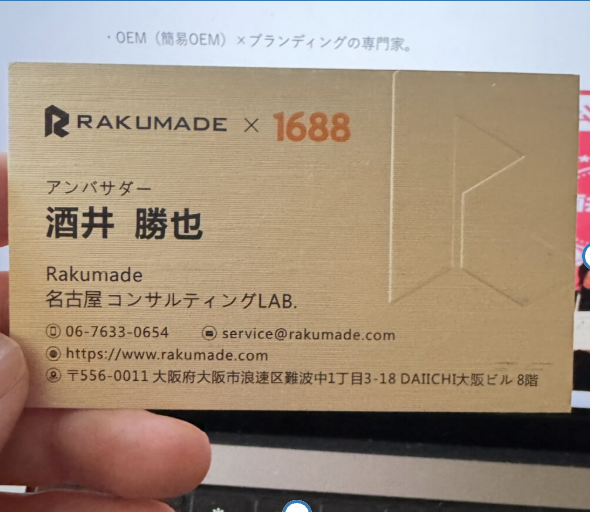 ・OEM（簡易OEM）×ブランディングの専門家。
RAKUMADE × 1688
アンバサダー
酒井 勝也
Rakumade
名古屋コンサルティングLAB.
06-7633-0654 service@rakumade.com
https://www.rakumade.com
〒556-0011 大阪府大阪市浪速区難波中1丁目3-18 DAIICHI大阪ビル 8階